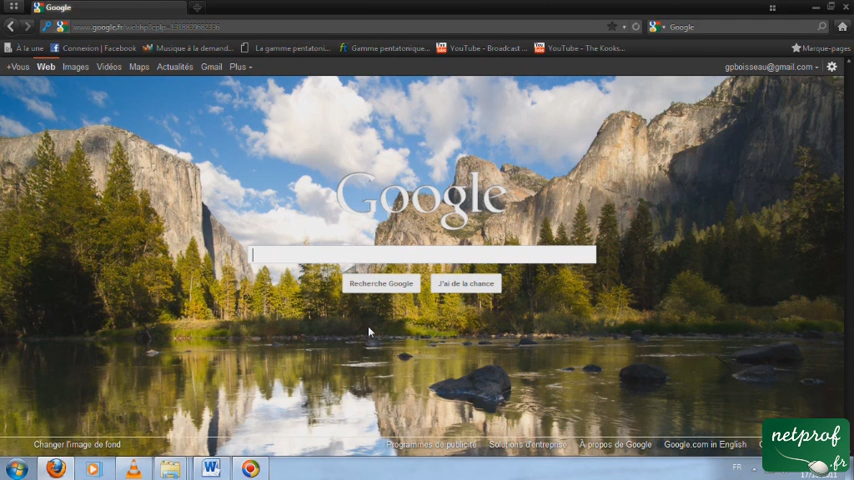 Google
www.google.fr/
Google
À la une
Connexion | Facebook
Musique à la demand...
La gamme pentatoni...
Gamme pentatonique...
YouTube - Broadcast ...
YouTube - The Kooks...
Marque-pages
+Vous Web Images Vidéos Maps Actualités Gmail Plus
gpboisseau@gmail.com
Google
Recherche Google
J'ai de la chance
Changer l'image de fond
Programmes de publicité
Solutions d'entreprise
À propos de Google
Google.com in English
netprof
.fr
FR